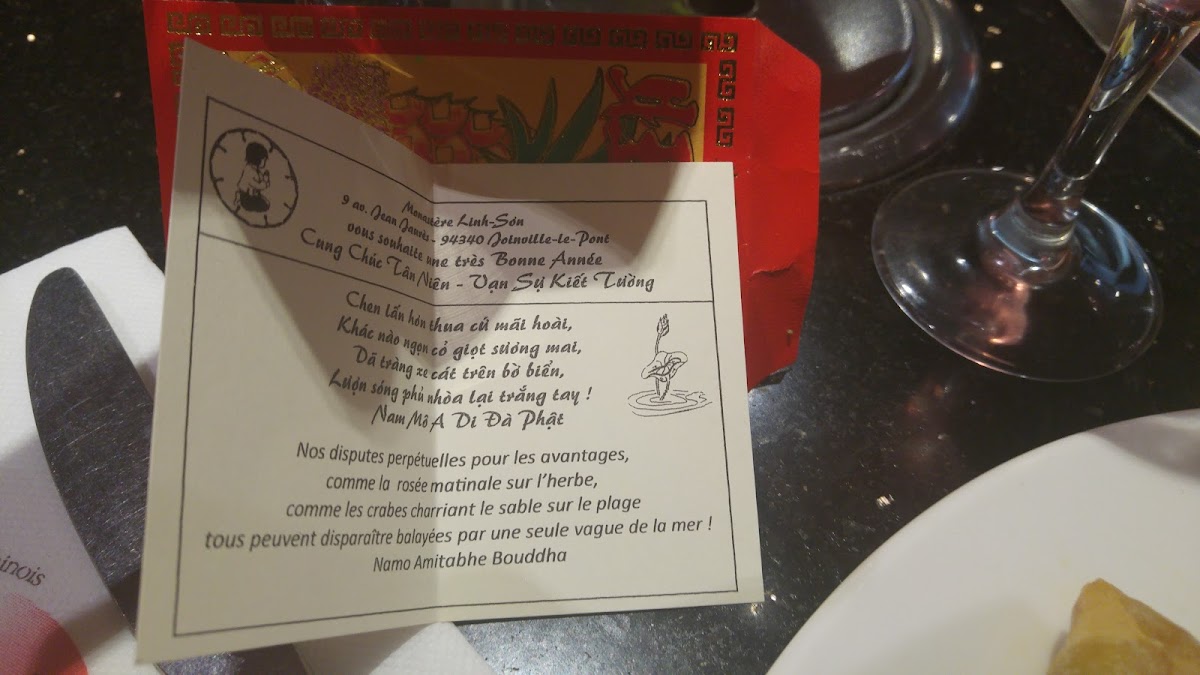 Monastère Linh-Sơn
9 av. Jean Jaurès - 94340 Joinville-le-Pont
vous souhaite une très Bonne Année
Cung Chúc Tân Niên - Vạn Sự Kiết Tường
Chen lấn hơn thua cứ mãi hoài,
Khác nào ngọn cỏ giọt sương mai,
Dã tràng xe cát trên bờ biển,
Lượn sóng phủ nhòa lại trắng tay !
Nam Mô A Di Đà Phật
Nos disputes perpétuelles pour les avantages,
comme la rosée matinale sur l'herbe,
comme les crabes charriant le sable sur le plage
tous peuvent disparaître balayées par une seule vague de la mer !
Namo Amitabhe Bouddha